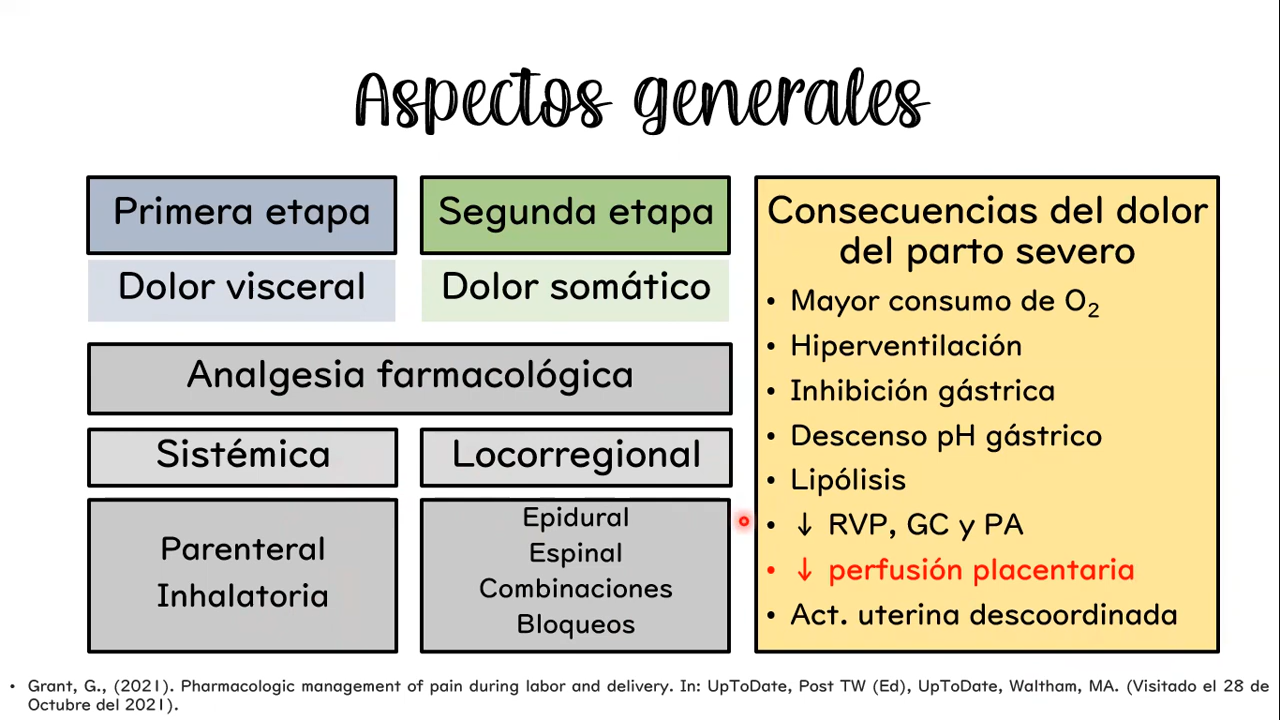 Aspectos generales
Primera etapa
Dolor visceral
Segunda etapa
Dolor somático
Analgesia farmacológica
Sistémica
Parenteral
Inhalatoria
Locorregional
Epidural
Espinal
Combinaciones
Bloqueos
Consecuencias del dolor
del parto severo
• Mayor consumo de O₂
• Hiperventilación
• Inhibición gástrica
• Descenso pH gástrico
• Lipólisis
• ↓ RVP, GC y PA
• ↓ perfusión placentaria
• Act. uterina descoordinada
• Grant, G., (2021). Pharmacologic management of pain during labor and delivery. In: UpToDate, Post TW (Ed), UpToDate, Waltham, MA. (Visitado el 28 de
Octubre del 2021).